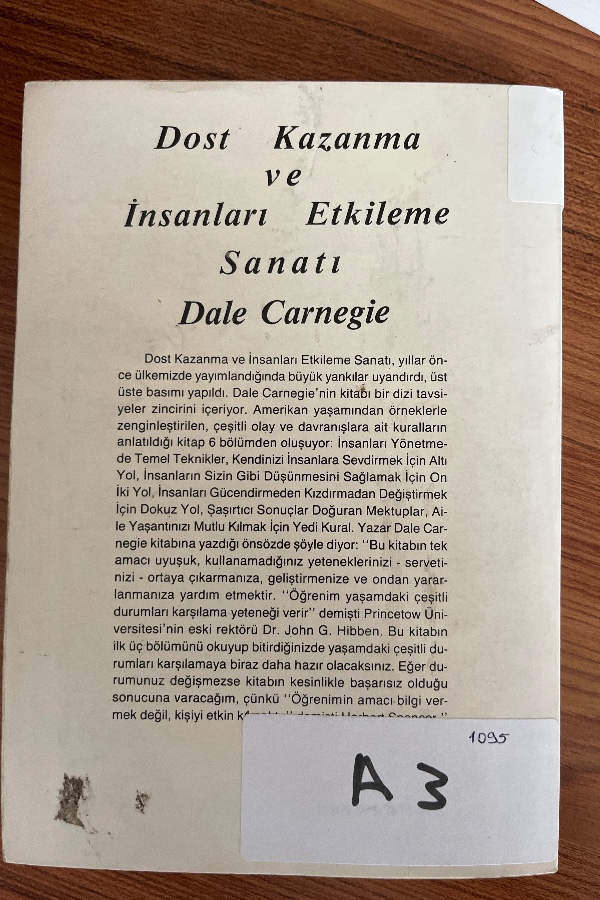 Dost Kazanma
ve
İnsanları Etkileme
Sanatı
Dale Carnegie
Dost Kazanma ve İnsanları Etkileme Sanatı, yıllar ön-
ce ülkemizde yayımlandığında büyük yankılar uyandırdı, üst
üste basımı yapıldı. Dale Carnegie'nin kitabı bir dizi tavsi-
yeler zincirini içeriyor. Amerikan yaşamından örneklerle
zenginleştirilen, çeşitli olay ve davranışlara ait kuralların
anlatıldığı kitap 6 bölümden oluşuyor: İnsanları Yönetme-
de Temel Teknikler, Kendinizi İnsanlara Sevdirmek İçin Altı
Yol, İnsanların Sizin Gibi Düşünmesini Sağlamak İçin On
İki Yol, İnsanları Gücendirmeden Kızdırmadan Değiştirmek
İçin Dokuz Yol, Şaşırtıcı Sonuçlar Doğuran Mektuplar, Ai-
le Yaşantınızı Mutlu Kılmak İçin Yedi Kural. Yazar Dale Car-
negie kitabına yazdığı önsözde şöyle diyor: "Bu kitabın tek
amacı uyuşuk, kullanamadığınız yeteneklerinizi - serveti-
nizi - ortaya çıkarmanıza, geliştirmenize ve ondan yarar-
lanmanıza yardım etmektir. "Öğrenim yaşamdaki çeşitli
durumları karşılama yeteneği verir" demişti Princetow Üni-
versitesi'nin eski rektörü Dr. John G. Hibben. Bu kitabın
ilk üç bölümünü okuyup bitirdiğinizde yaşamdaki çeşitli du-
rumları karşılamaya biraz daha hazır olacaksınız. Eğer du-
rumunuz değişmezse kitabın kesinlikle başarısız olduğu
sonucuna varacağım, çünkü "Öğrenimin amacı bilgi ver-
mek değil, kişiyi etkin
1095
A 3